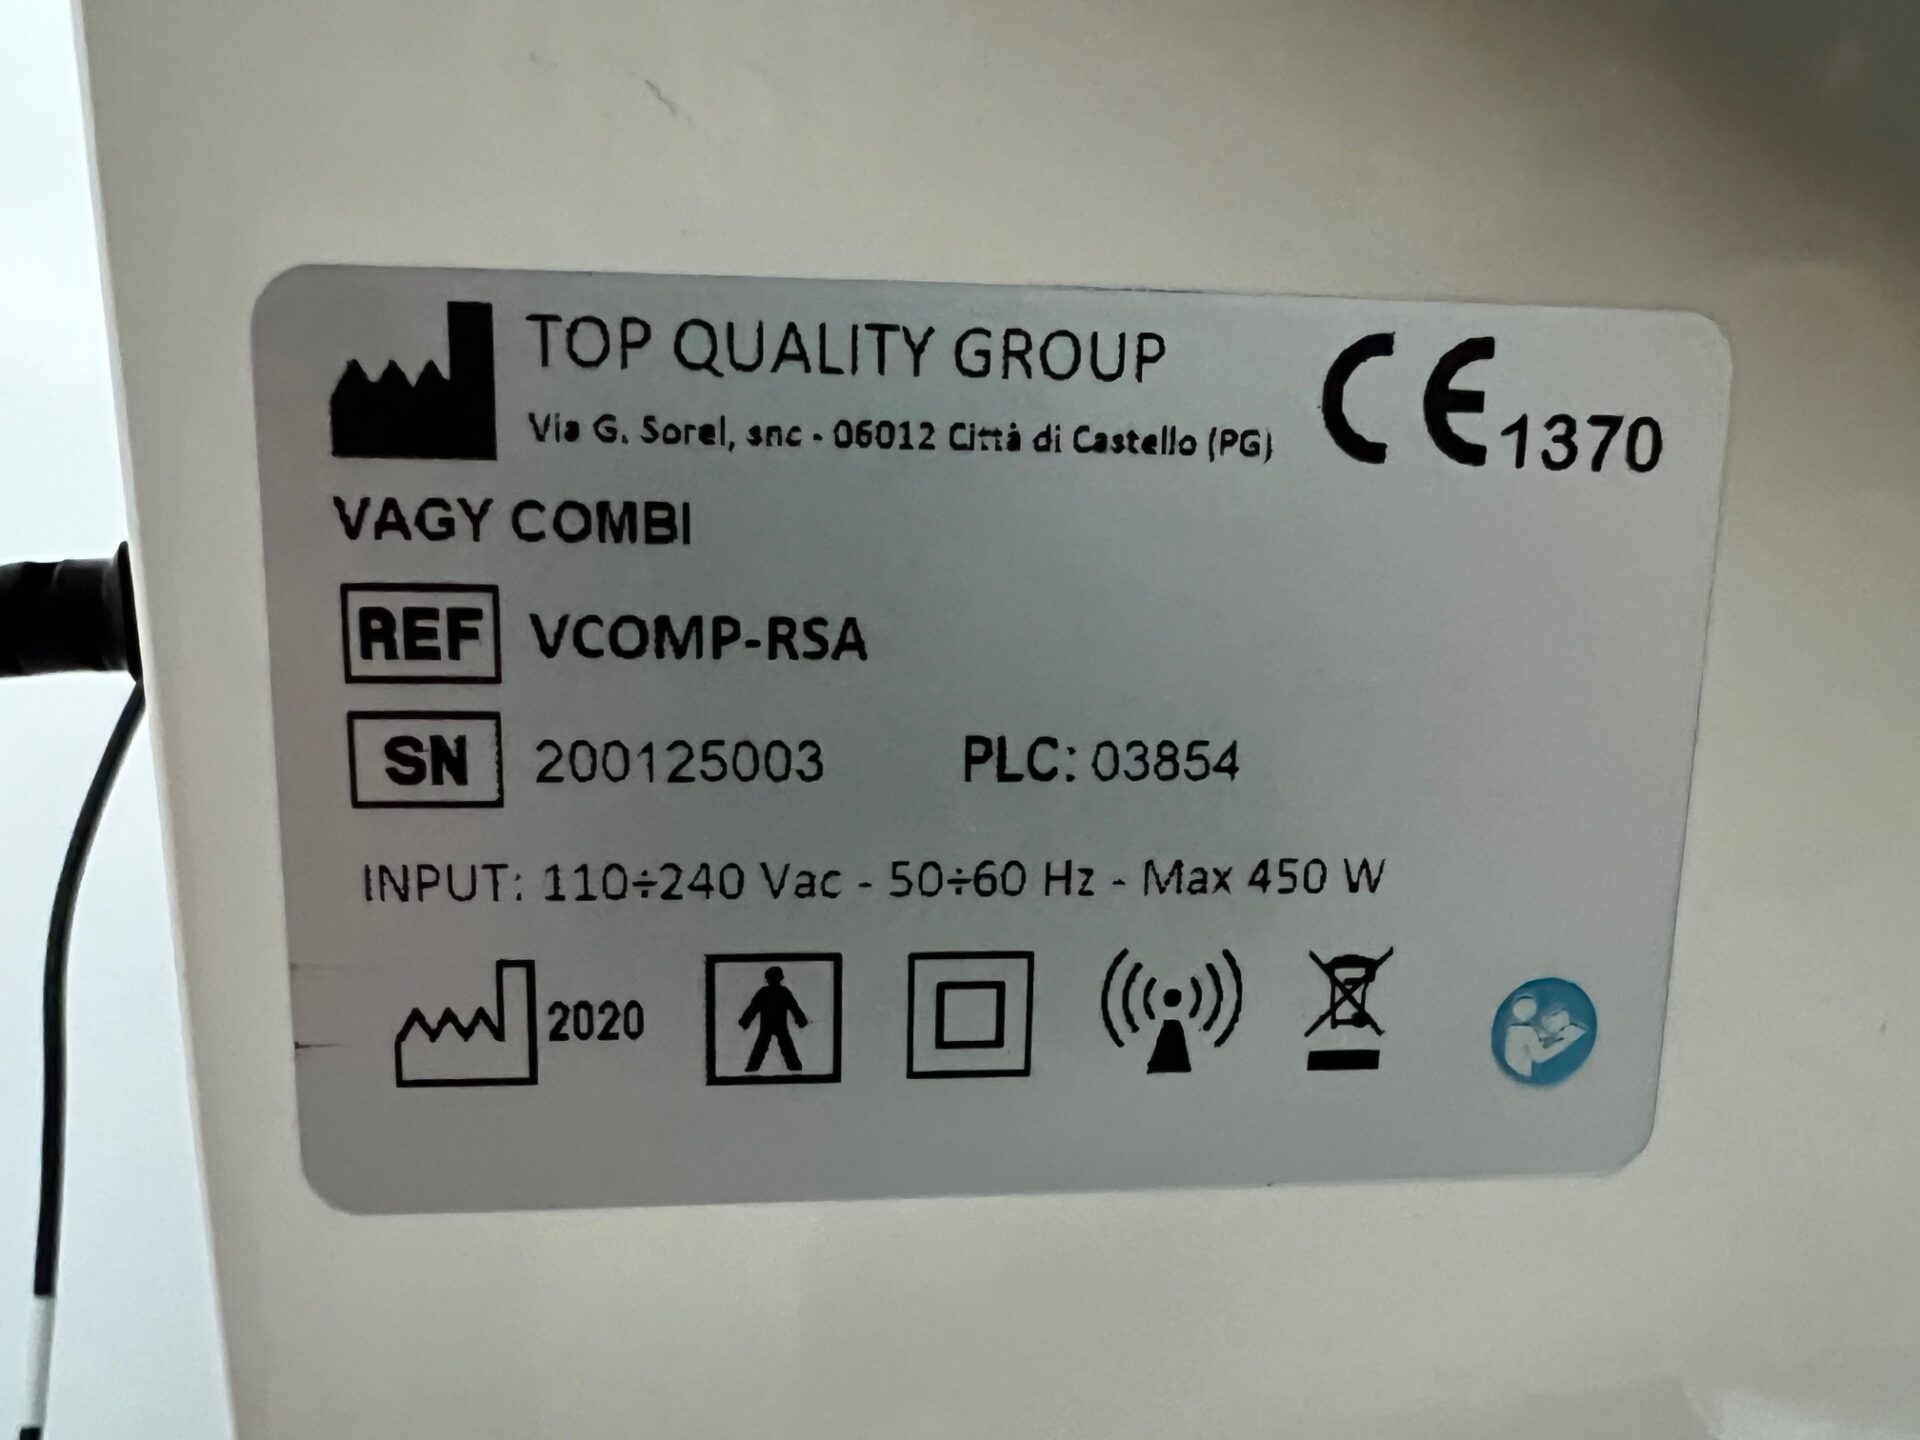 TOP QUALITY GROUP
Via G. Sorel, snc - 06012 Città di Castello (PG)
CE 1370
VAGY COMBI
REF VCOMP-RSA
SN 200125003 PLC: 03854
INPUT: 110÷240 Vac - 50÷60 Hz - Max 450 W
2020